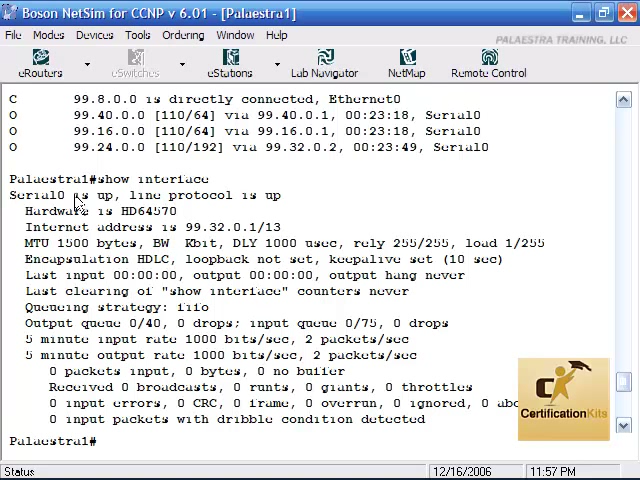 Boson NetSim for CCNP v 6.01 - [Palaestra1]
File Modes Devices Tools Ordering Window Help
PALAESTRA TRAINING, LLC
eRouters eSwitches eStations Lab Navigator NetMap Remote Control
C 99.8.0.0 is directly connected, Ethernet0
O 99.40.0.0 [110/64] via 99.40.0.1, 00:23:18, Serial0
O 99.16.0.0 [110/64] via 99.16.0.1, 00:23:18, Serial0
O 99.24.0.0 [110/192] via 99.32.0.2, 00:23:49, Serial0
Palaestra1#show interface
Serial0 is up, line protocol is up
Hardware is HD64570
Internet address is 99.32.0.1/13
MTU 1500 bytes, BW Kbit, DLY 1000 usec, rely 255/255, load 1/255
Encapsulation HDLC, loopback not set, keepalive set (10 sec)
Last input 00:00:00, output 00:00:00, output hang never
Last clearing of "show interface" counters never
Queueing strategy: fifo
Output queue 0/40, 0 drops; input queue 0/75, 0 drops
5 minute input rate 1000 bits/sec, 2 packets/sec
5 minute output rate 1000 bits/sec, 2 packets/sec
0 packets input, 0 bytes, 0 no buffer
Received 0 broadcasts, 0 runts, 0 giants, 0 throttles
0 input errors, 0 CRC, 0 frame, 0 overrun, 0 ignored, 0 abo
0 input packets with dribble condition detected
Palaestra1#
CertificationKits
Status 12/16/2006 11:57 PM